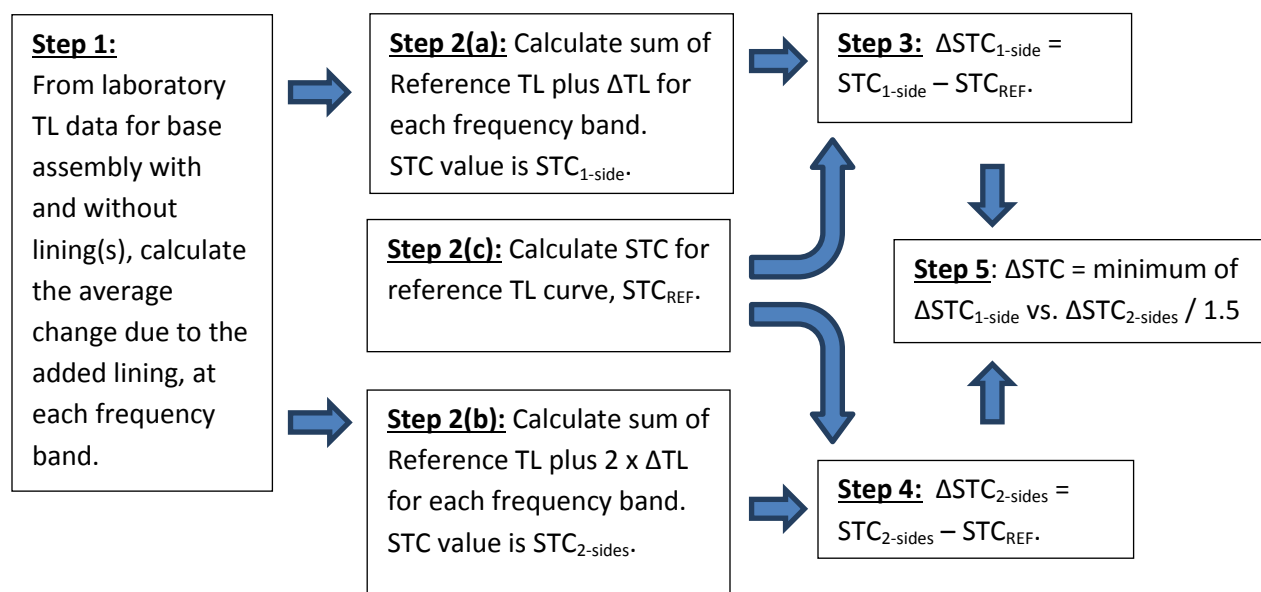 Step 1:
From laboratory
TL data for base
assembly with
and without
lining(s), calculate
the average
change due to the
added lining, at
each frequency
band.
Step 2(a): Calculate sum of
Reference TL plus ΔTL for
each frequency band.
STC value is STC1-side.
Step 2(c): Calculate STC for
reference TL curve, STCREF.
Step 2(b): Calculate sum of
Reference TL plus 2 x ΔTL
for each frequency band.
STC value is STC2-sides.
Step 3: ΔSTC1-side =
STC1-side – STCREF.
Step 4: ΔSTC2-sides =
STC2-sides – STCREF.
Step 5: ΔSTC = minimum of
ΔSTC1-side vs. ΔSTC2-sides / 1.5